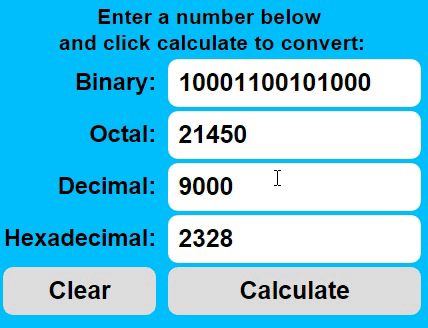 Enter a number below
and click calculate to convert:
Binary: 10001100101000
Octal: 21450
Decimal: 9000
Hexadecimal: 2328
Clear Calculate